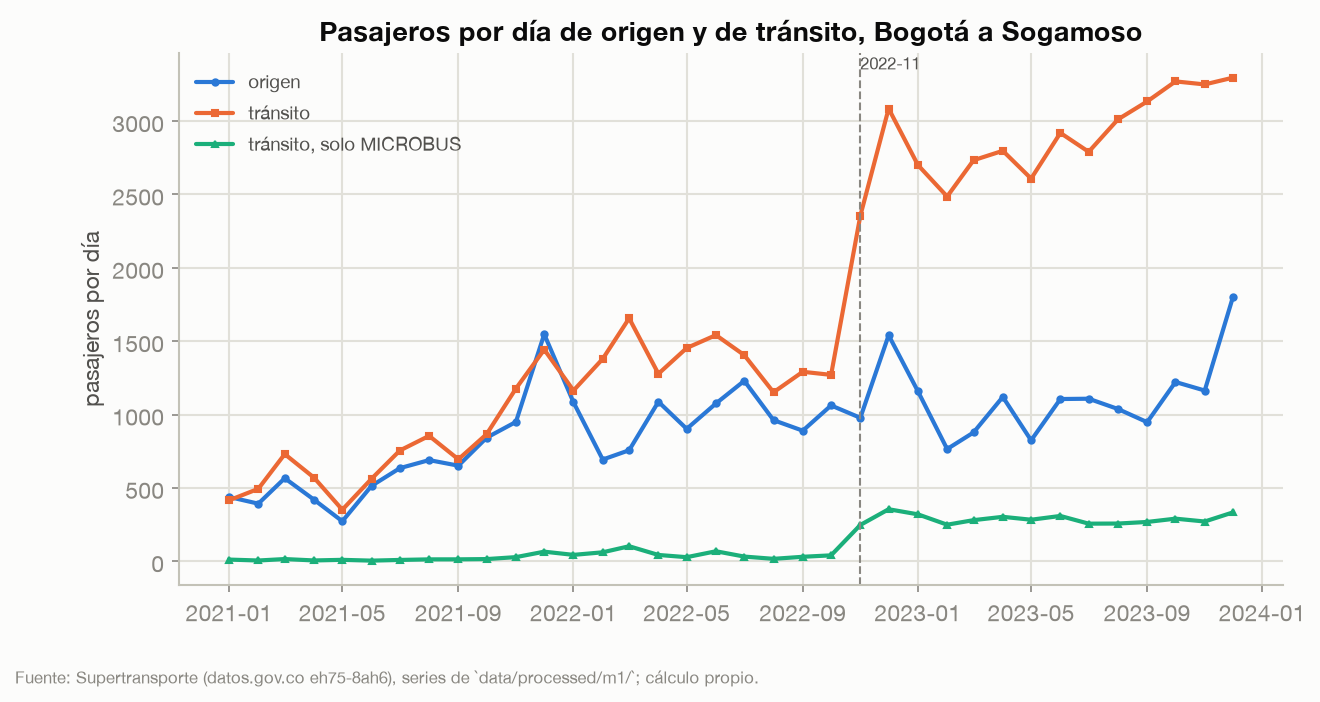 Pasajeros por día de origen y de tránsito, Bogotá a Sogamoso
2022-11
origen
tránsito
tránsito, solo MICROBUS
pasajeros por día
3000
2500
2000
1500
1000
500
0
2021-01 2021-05 2021-09 2022-01 2022-05 2022-09 2023-01 2023-05 2023-09 2024-01
Fuente: Supertransporte (datos.gov.co eh75-8ah6), series de `data/processed/m1/`; cálculo propio.